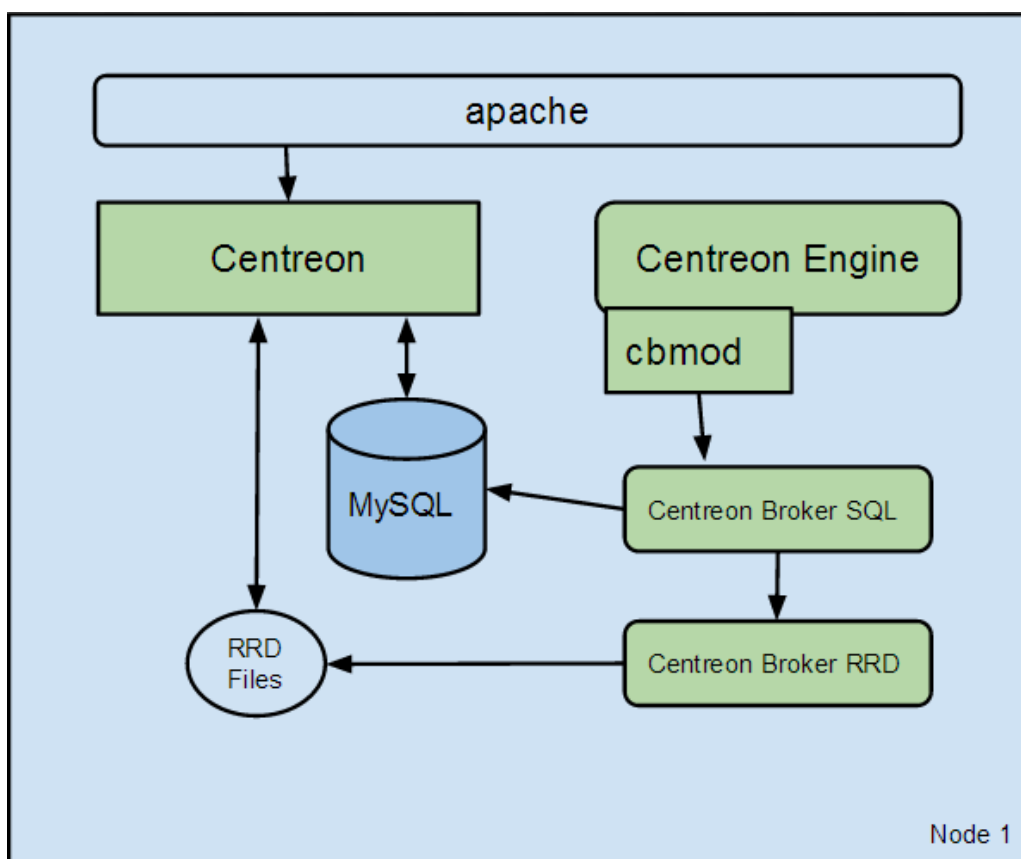 apache
Centreon
Centreon Engine
cbmod
MySQL
Centreon Broker SQL
RRD
Files
Centreon Broker RRD
Node 1